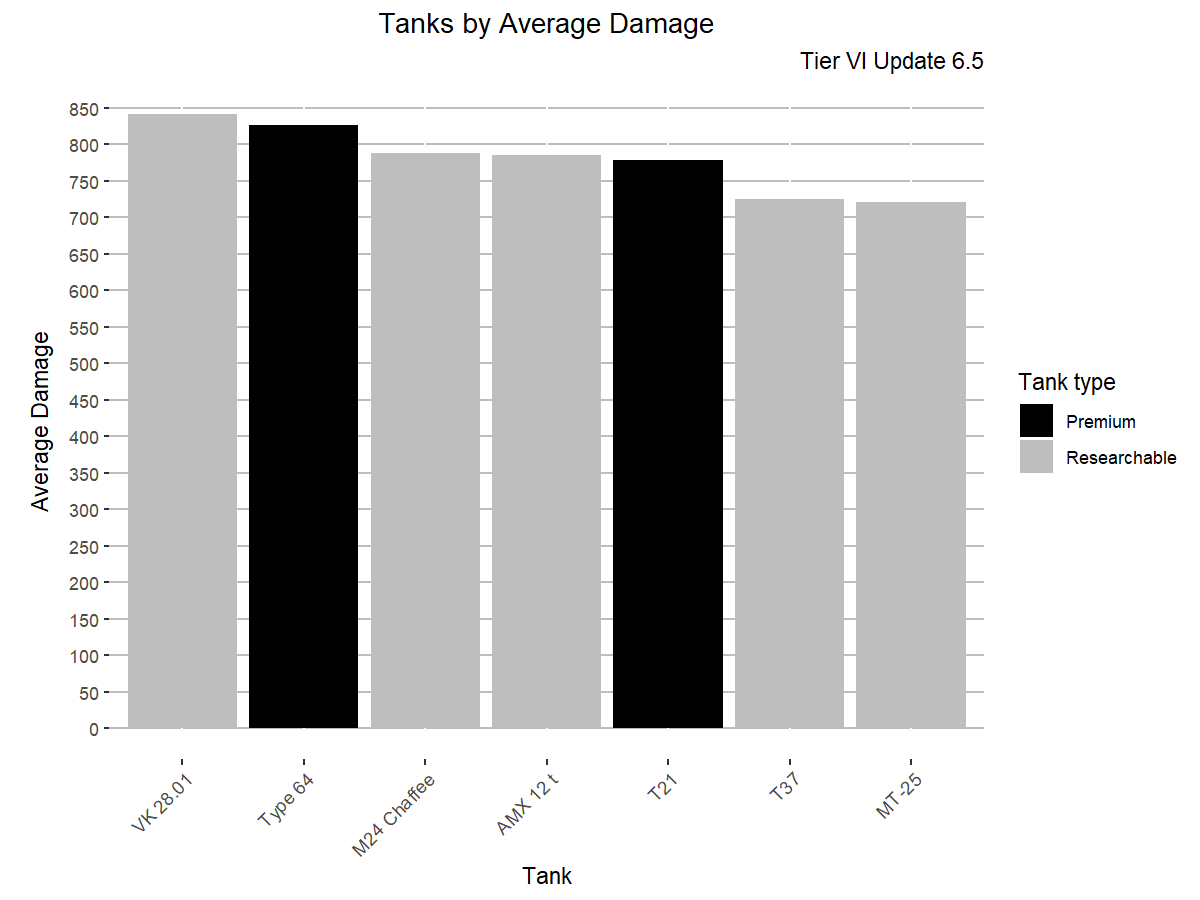 Tanks by Average Damage
Tier VI Update 6.5
Average Damage
850
800
750
700
650
600
550
500
450
400
350
300
250
200
150
100
50
0
VK 28.01
Type 64
M24 Chaffee
AMX 12 t
T21
T37
MT-25
Tank
Tank type
Premium
Researchable